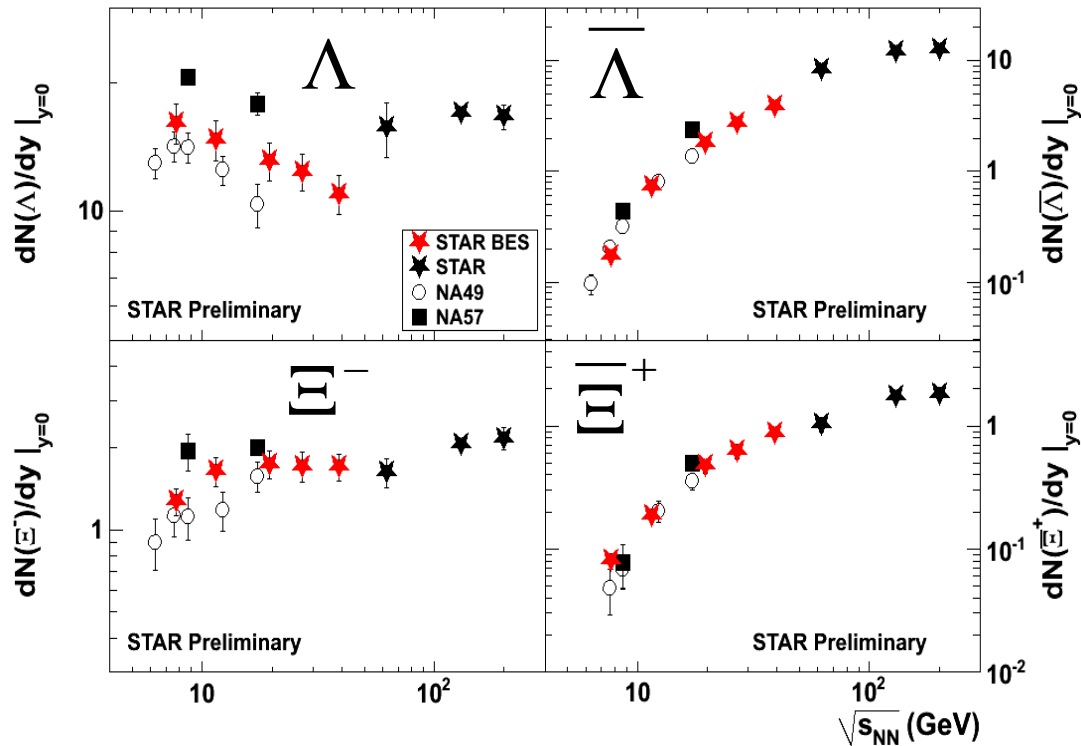 Λ
Λ̅
20
10
dN(Λ)/dy |y=0
STAR BES
STAR
NA49
NA57
STAR Preliminary
10
1
10⁻¹
dN(Λ̅)/dy |y=0
STAR Preliminary
Ξ⁻
Ξ̅⁺
2
1
dN(Ξ⁻)/dy |y=0
STAR Preliminary
1
10⁻¹
10⁻²
dN(Ξ̅⁺)/dy |y=0
STAR Preliminary
10
10²
10
10²
√sNN (GeV)